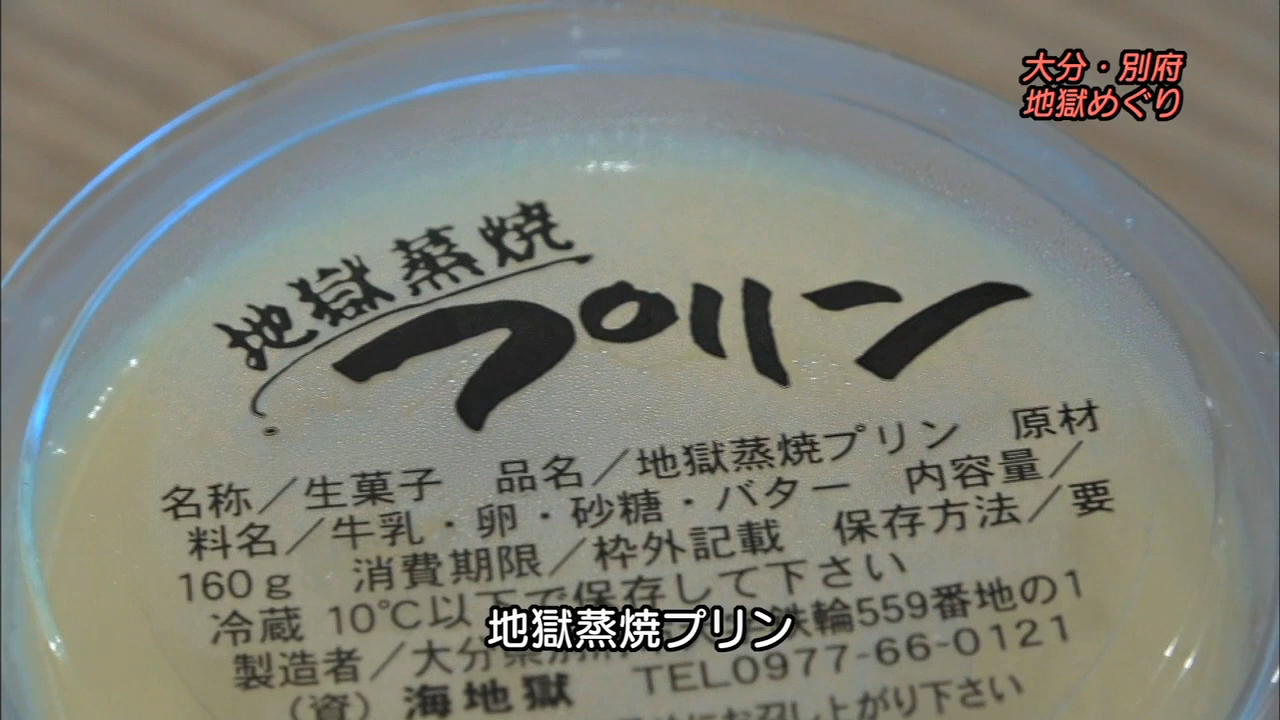 大分・別府
地獄めぐり
地獄蒸焼
プリン
名称／生菓子 品名／地獄蒸焼プリン 原材
料名／牛乳・卵・砂糖・バター 内容量／
160g 消費期限／枠外記載 保存方法／要
冷蔵 10℃以下で保存して下さい
製造者／大分県別 鉄輪559番地の1
（資）海地獄 TEL0977-66-0121
にお召し上がり下さい
地獄蒸焼プリン